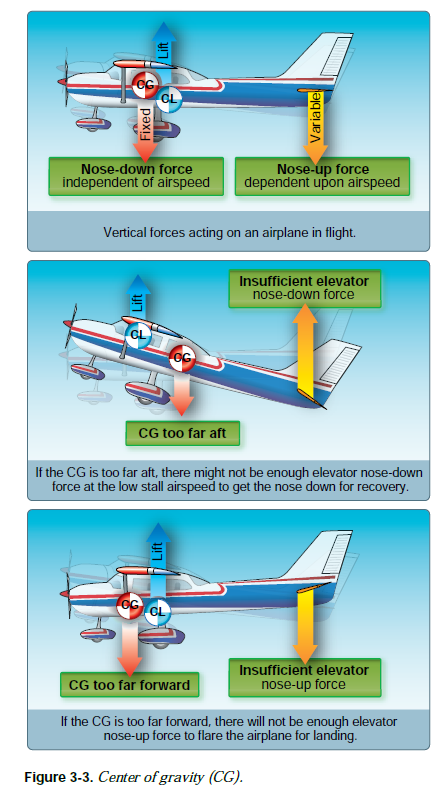 Lift
CG
CL
Fixed
Variable
Nose-down force
independent of airspeed
Nose-up force
dependent upon airspeed
Vertical forces acting on an airplane in flight.
Insufficient elevator
nose-down force
Lift
CL
CG
CG too far aft
If the CG is too far aft, there might not be enough elevator nose-down
force at the low stall airspeed to get the nose down for recovery.
Lift
CG
CL
CG too far forward
Insufficient elevator
nose-up force
If the CG is too far forward, there will not be enough elevator
nose-up force to flare the airplane for landing.
Figure 3-3. Center of gravity (CG).